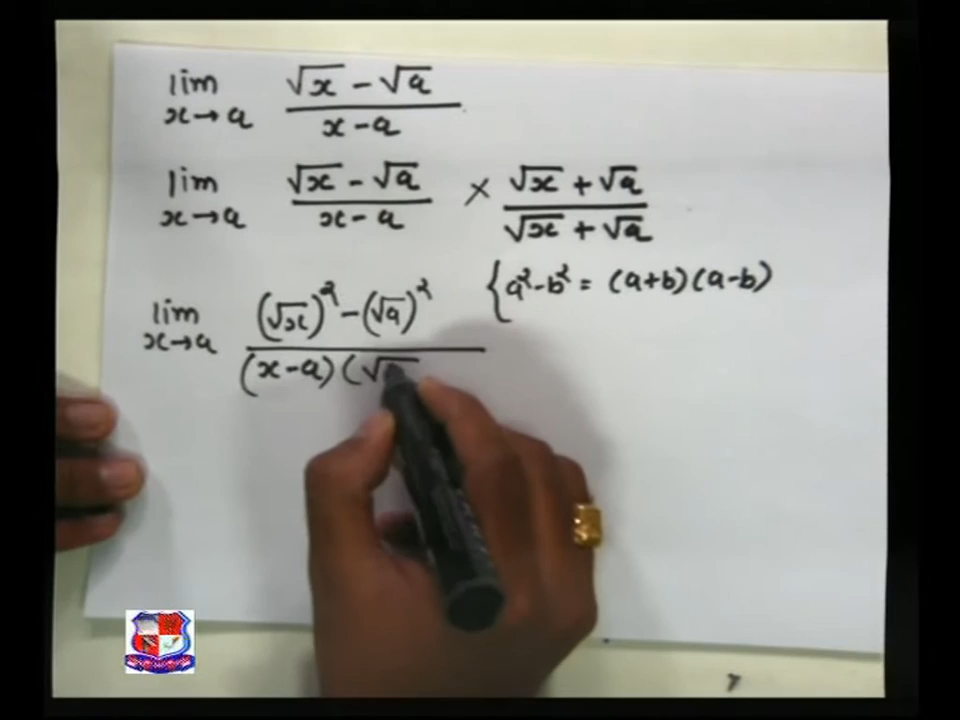 lim √x - √a
x→a x-a
lim √x - √a × √x + √a
x→a x-a √x + √a
{ a² - b² = (a+b)(a-b)
lim (√x)² - (√a)²
x→a (x-a)(√